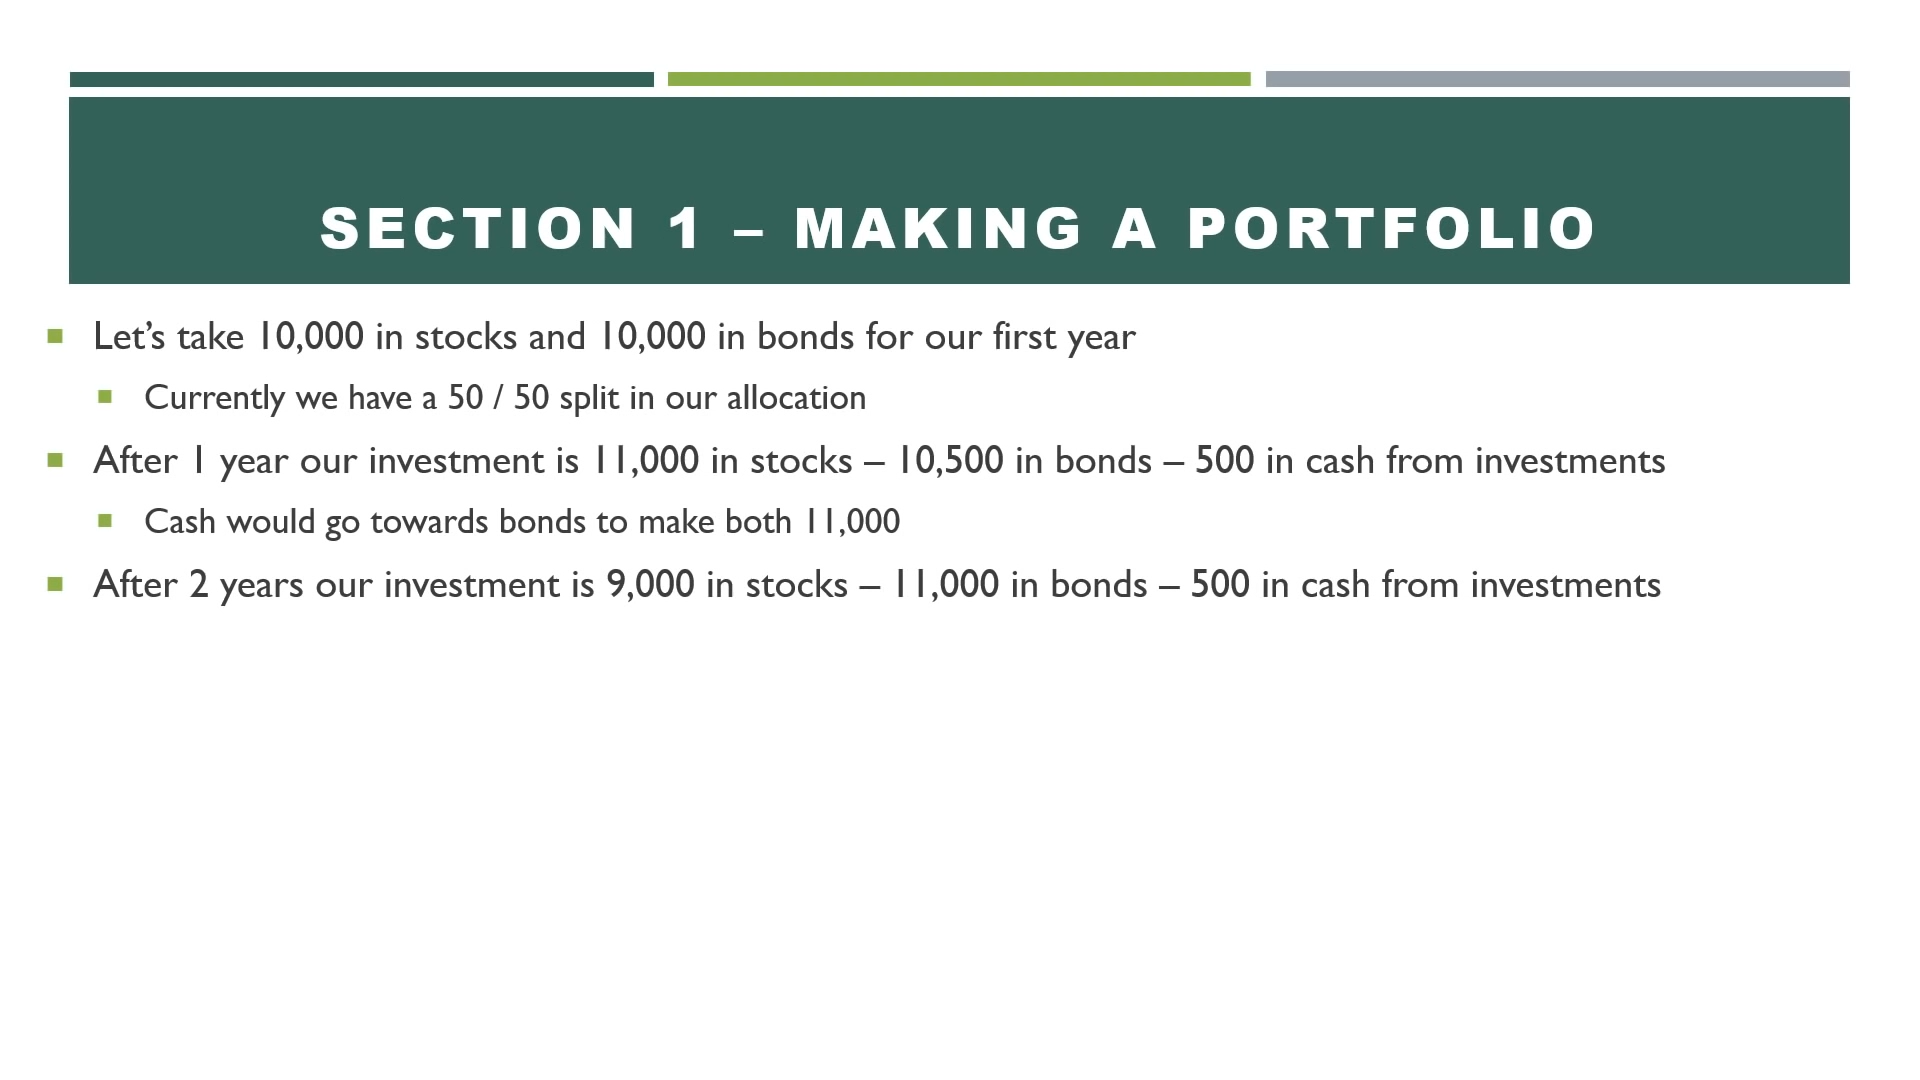 SECTION 1 – MAKING A PORTFOLIO
Let’s take 10,000 in stocks and 10,000 in bonds for our first year
Currently we have a 50 / 50 split in our allocation
After 1 year our investment is 11,000 in stocks – 10,500 in bonds – 500 in cash from investments
Cash would go towards bonds to make both 11,000
After 2 years our investment is 9,000 in stocks – 11,000 in bonds – 500 in cash from investments